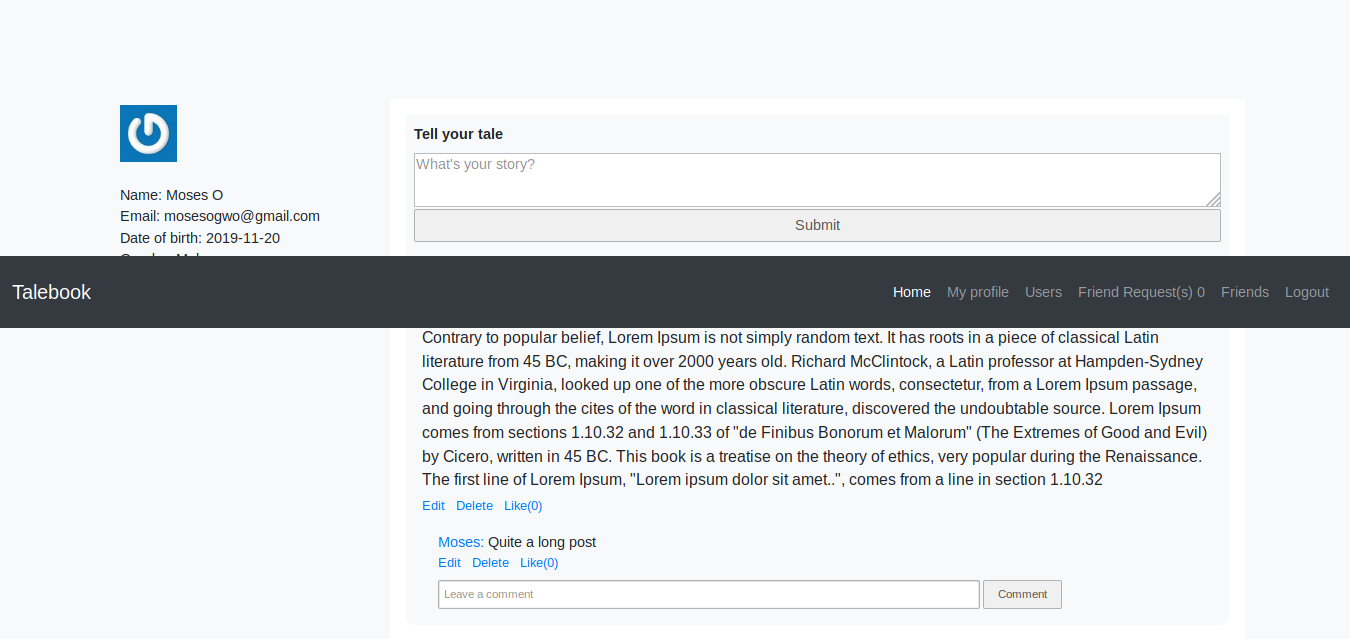 Tell your tale
What's your story?
Submit
Name: Moses O
Email: mosesogwo@gmail.com
Date of birth: 2019-11-20
Talebook
Home My profile Users Friend Request(s) 0 Friends Logout
Contrary to popular belief, Lorem Ipsum is not simply random text. It has roots in a piece of classical Latin
literature from 45 BC, making it over 2000 years old. Richard McClintock, a Latin professor at Hampden-Sydney
College in Virginia, looked up one of the more obscure Latin words, consectetur, from a Lorem Ipsum passage,
and going through the cites of the word in classical literature, discovered the undoubtable source. Lorem Ipsum
comes from sections 1.10.32 and 1.10.33 of "de Finibus Bonorum et Malorum" (The Extremes of Good and Evil)
by Cicero, written in 45 BC. This book is a treatise on the theory of ethics, very popular during the Renaissance.
The first line of Lorem Ipsum, "Lorem ipsum dolor sit amet..", comes from a line in section 1.10.32
Edit Delete Like(0)
Moses: Quite a long post
Edit Delete Like(0)
Leave a comment
Comment